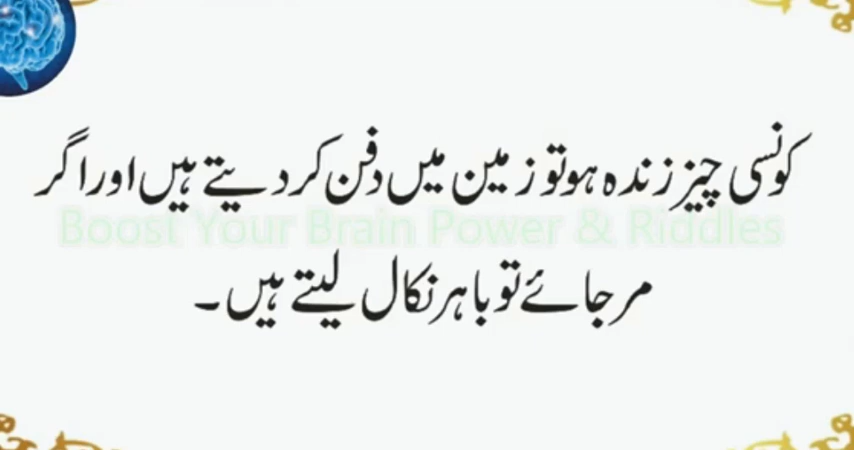 کونسی چیز زندہ ہو تو زمین میں دفن کر دیتے ہیں اور اگر
Boost Your Brain Power & Riddles
مر جائے تو باہر نکال لیتے ہیں۔